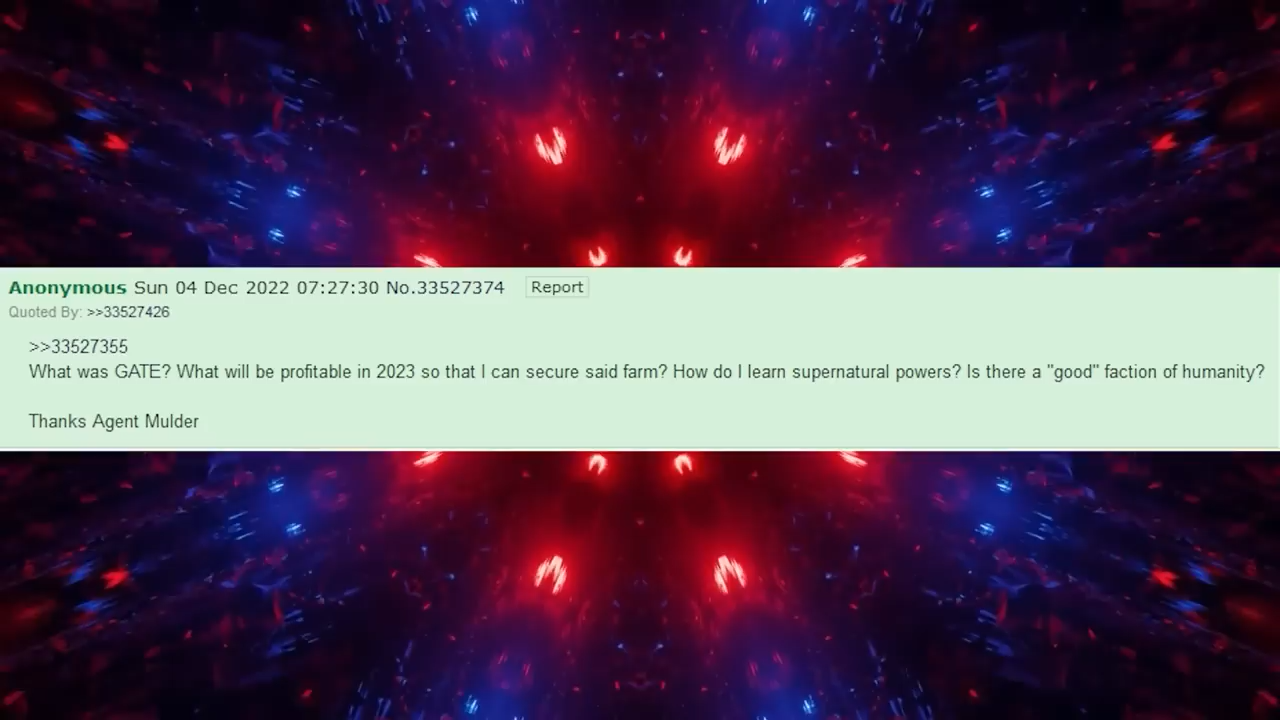 Anonymous Sun 04 Dec 2022 07:27:30 No.33527374 Report
Quoted By: >>33527426
>>33527355
What was GATE? What will be profitable in 2023 so that I can secure said farm? How do I learn supernatural powers? Is there a "good" faction of humanity?
Thanks Agent Mulder